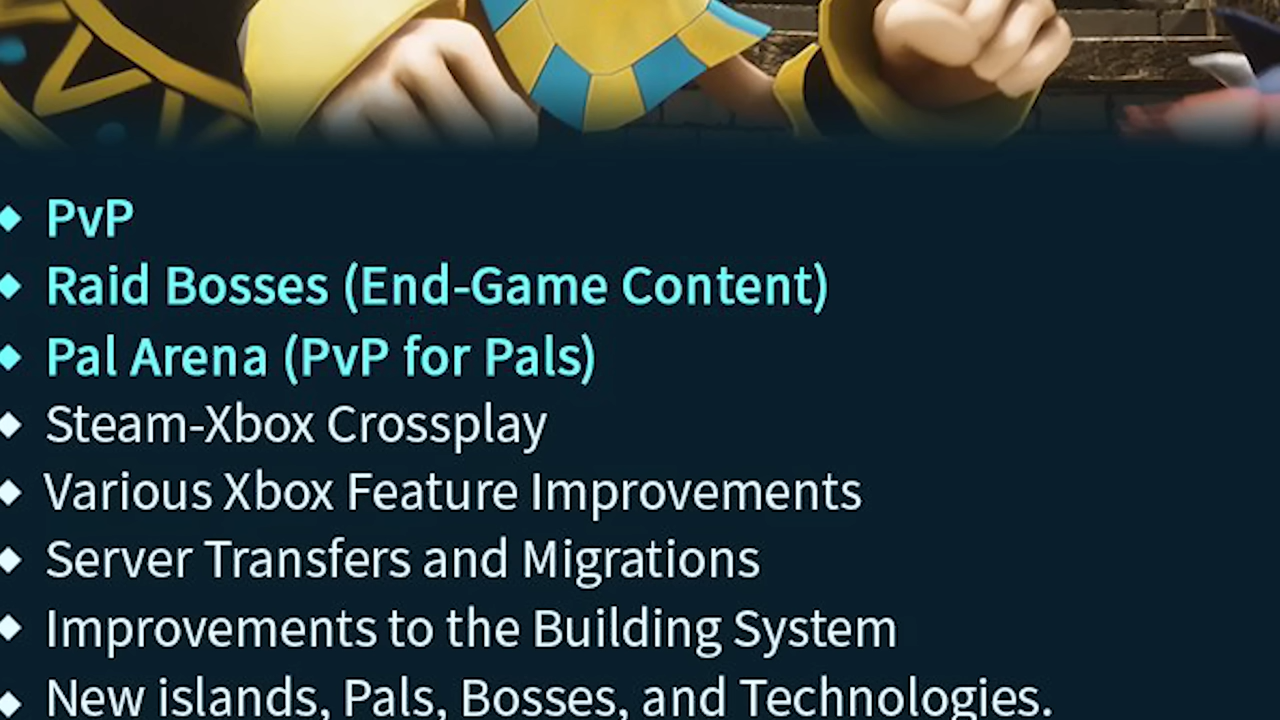 PvP
Raid Bosses (End-Game Content)
Pal Arena (PvP for Pals)
Steam-Xbox Crossplay
Various Xbox Feature Improvements
Server Transfers and Migrations
Improvements to the Building System
New islands, Pals, Bosses, and Technologies.